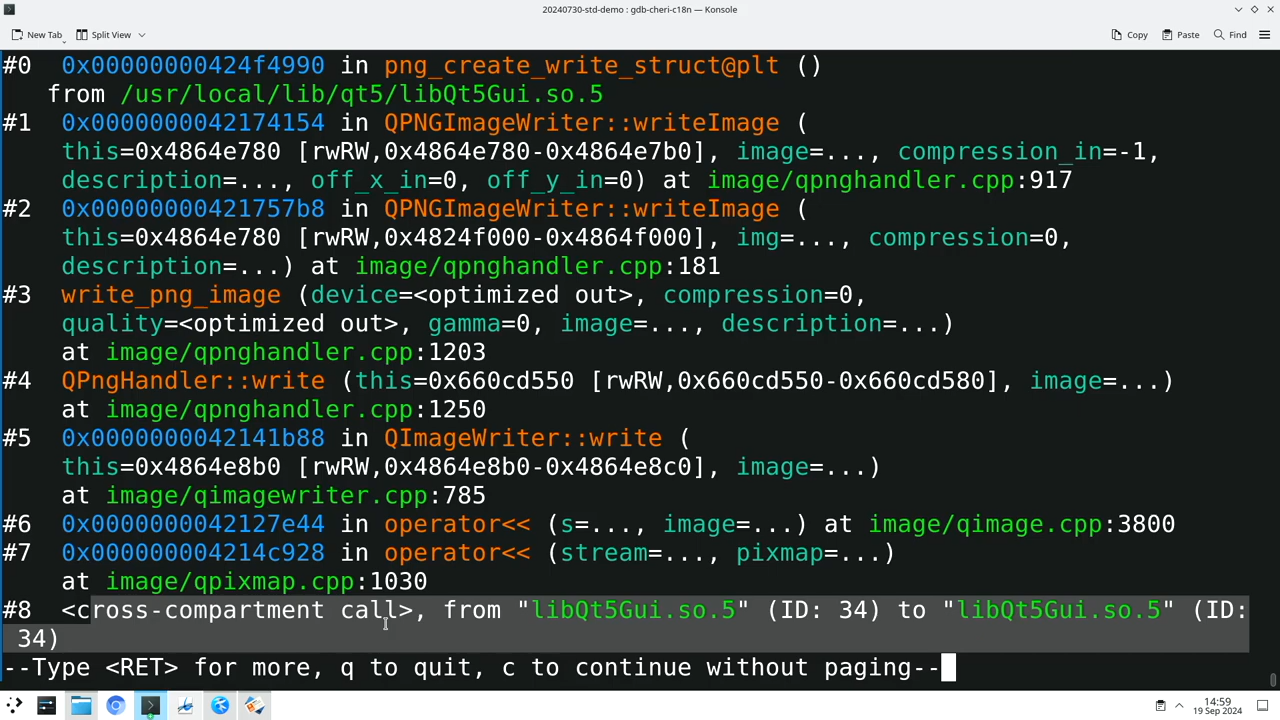 20240730-std-demo : gdb-cheri-c18n — Konsole
New Tab Split View Copy Paste Find
#0 0x00000000424f4990 in png_create_write_struct@plt ()
from /usr/local/lib/qt5/libQt5Gui.so.5
#1 0x0000000042174154 in QPNGImageWriter::writeImage (
this=0x4864e780 [rwRW,0x4864e780-0x4864e7b0], image=..., compression_in=-1,
description=..., off_x_in=0, off_y_in=0) at image/qpnghandler.cpp:917
#2 0x00000000421757b8 in QPNGImageWriter::writeImage (
this=0x4864e780 [rwRW,0x4824f000-0x4864f000], img=..., compression=0,
description=...) at image/qpnghandler.cpp:181
#3 write_png_image (device=<optimized out>, compression=0,
quality=<optimized out>, gamma=0, image=..., description=...)
at image/qpnghandler.cpp:1203
#4 QPngHandler::write (this=0x660cd550 [rwRW,0x660cd550-0x660cd580], image=...)
at image/qpnghandler.cpp:1250
#5 0x0000000042141b88 in QImageWriter::write (
this=0x4864e8b0 [rwRW,0x4864e8b0-0x4864e8c0], image=...)
at image/qimagewriter.cpp:785
#6 0x0000000042127e44 in operator<< (s=..., image=...) at image/qimage.cpp:3800
#7 0x000000004214c928 in operator<< (stream=..., pixmap=...)
at image/qpixmap.cpp:1030
#8 <cross-compartment call>, from "libQt5Gui.so.5" (ID: 34) to "libQt5Gui.so.5" (ID:
34)
--Type <RET> for more, q to quit, c to continue without paging--
14:59
19 Sep 2024